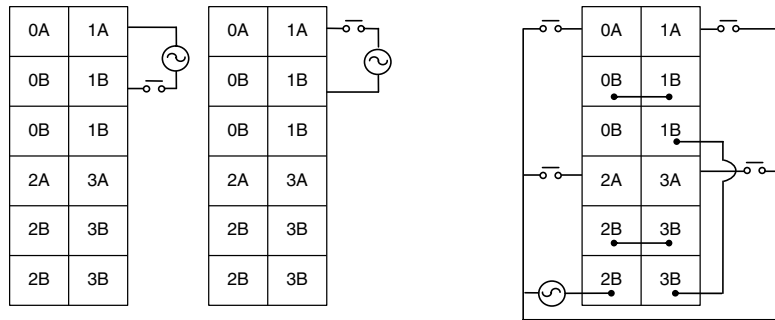 0A 1A 0A 1A 0A 1A
0B 1B 0B 1B 0B 1B
0B 1B 0B 1B 0B 1B
2A 3A 2A 3A 2A 3A
2B 3B 2B 3B 2B 3B
2B 3B 2B 3B 2B 3B